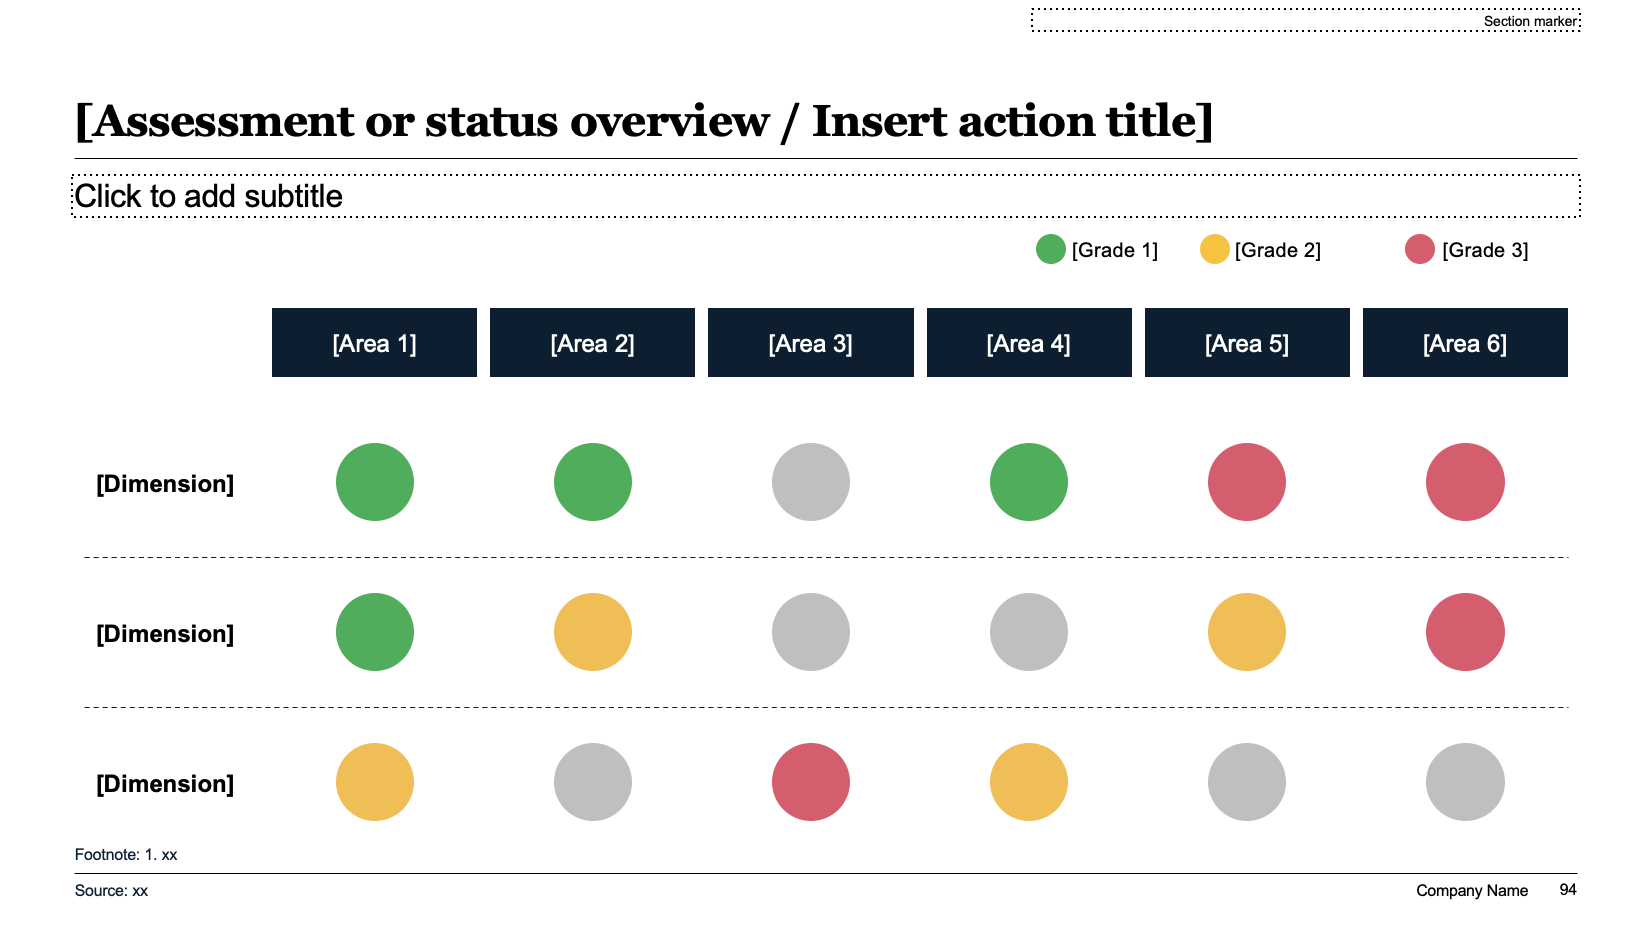 Section marker
[Assessment or status overview / Insert action title]
Click to add subtitle
[Grade 1] [Grade 2] [Grade 3]
[Area 1] [Area 2] [Area 3] [Area 4] [Area 5] [Area 6]
[Dimension]
[Dimension]
[Dimension]
Footnote: 1. xx
Source: xx
Company Name 94